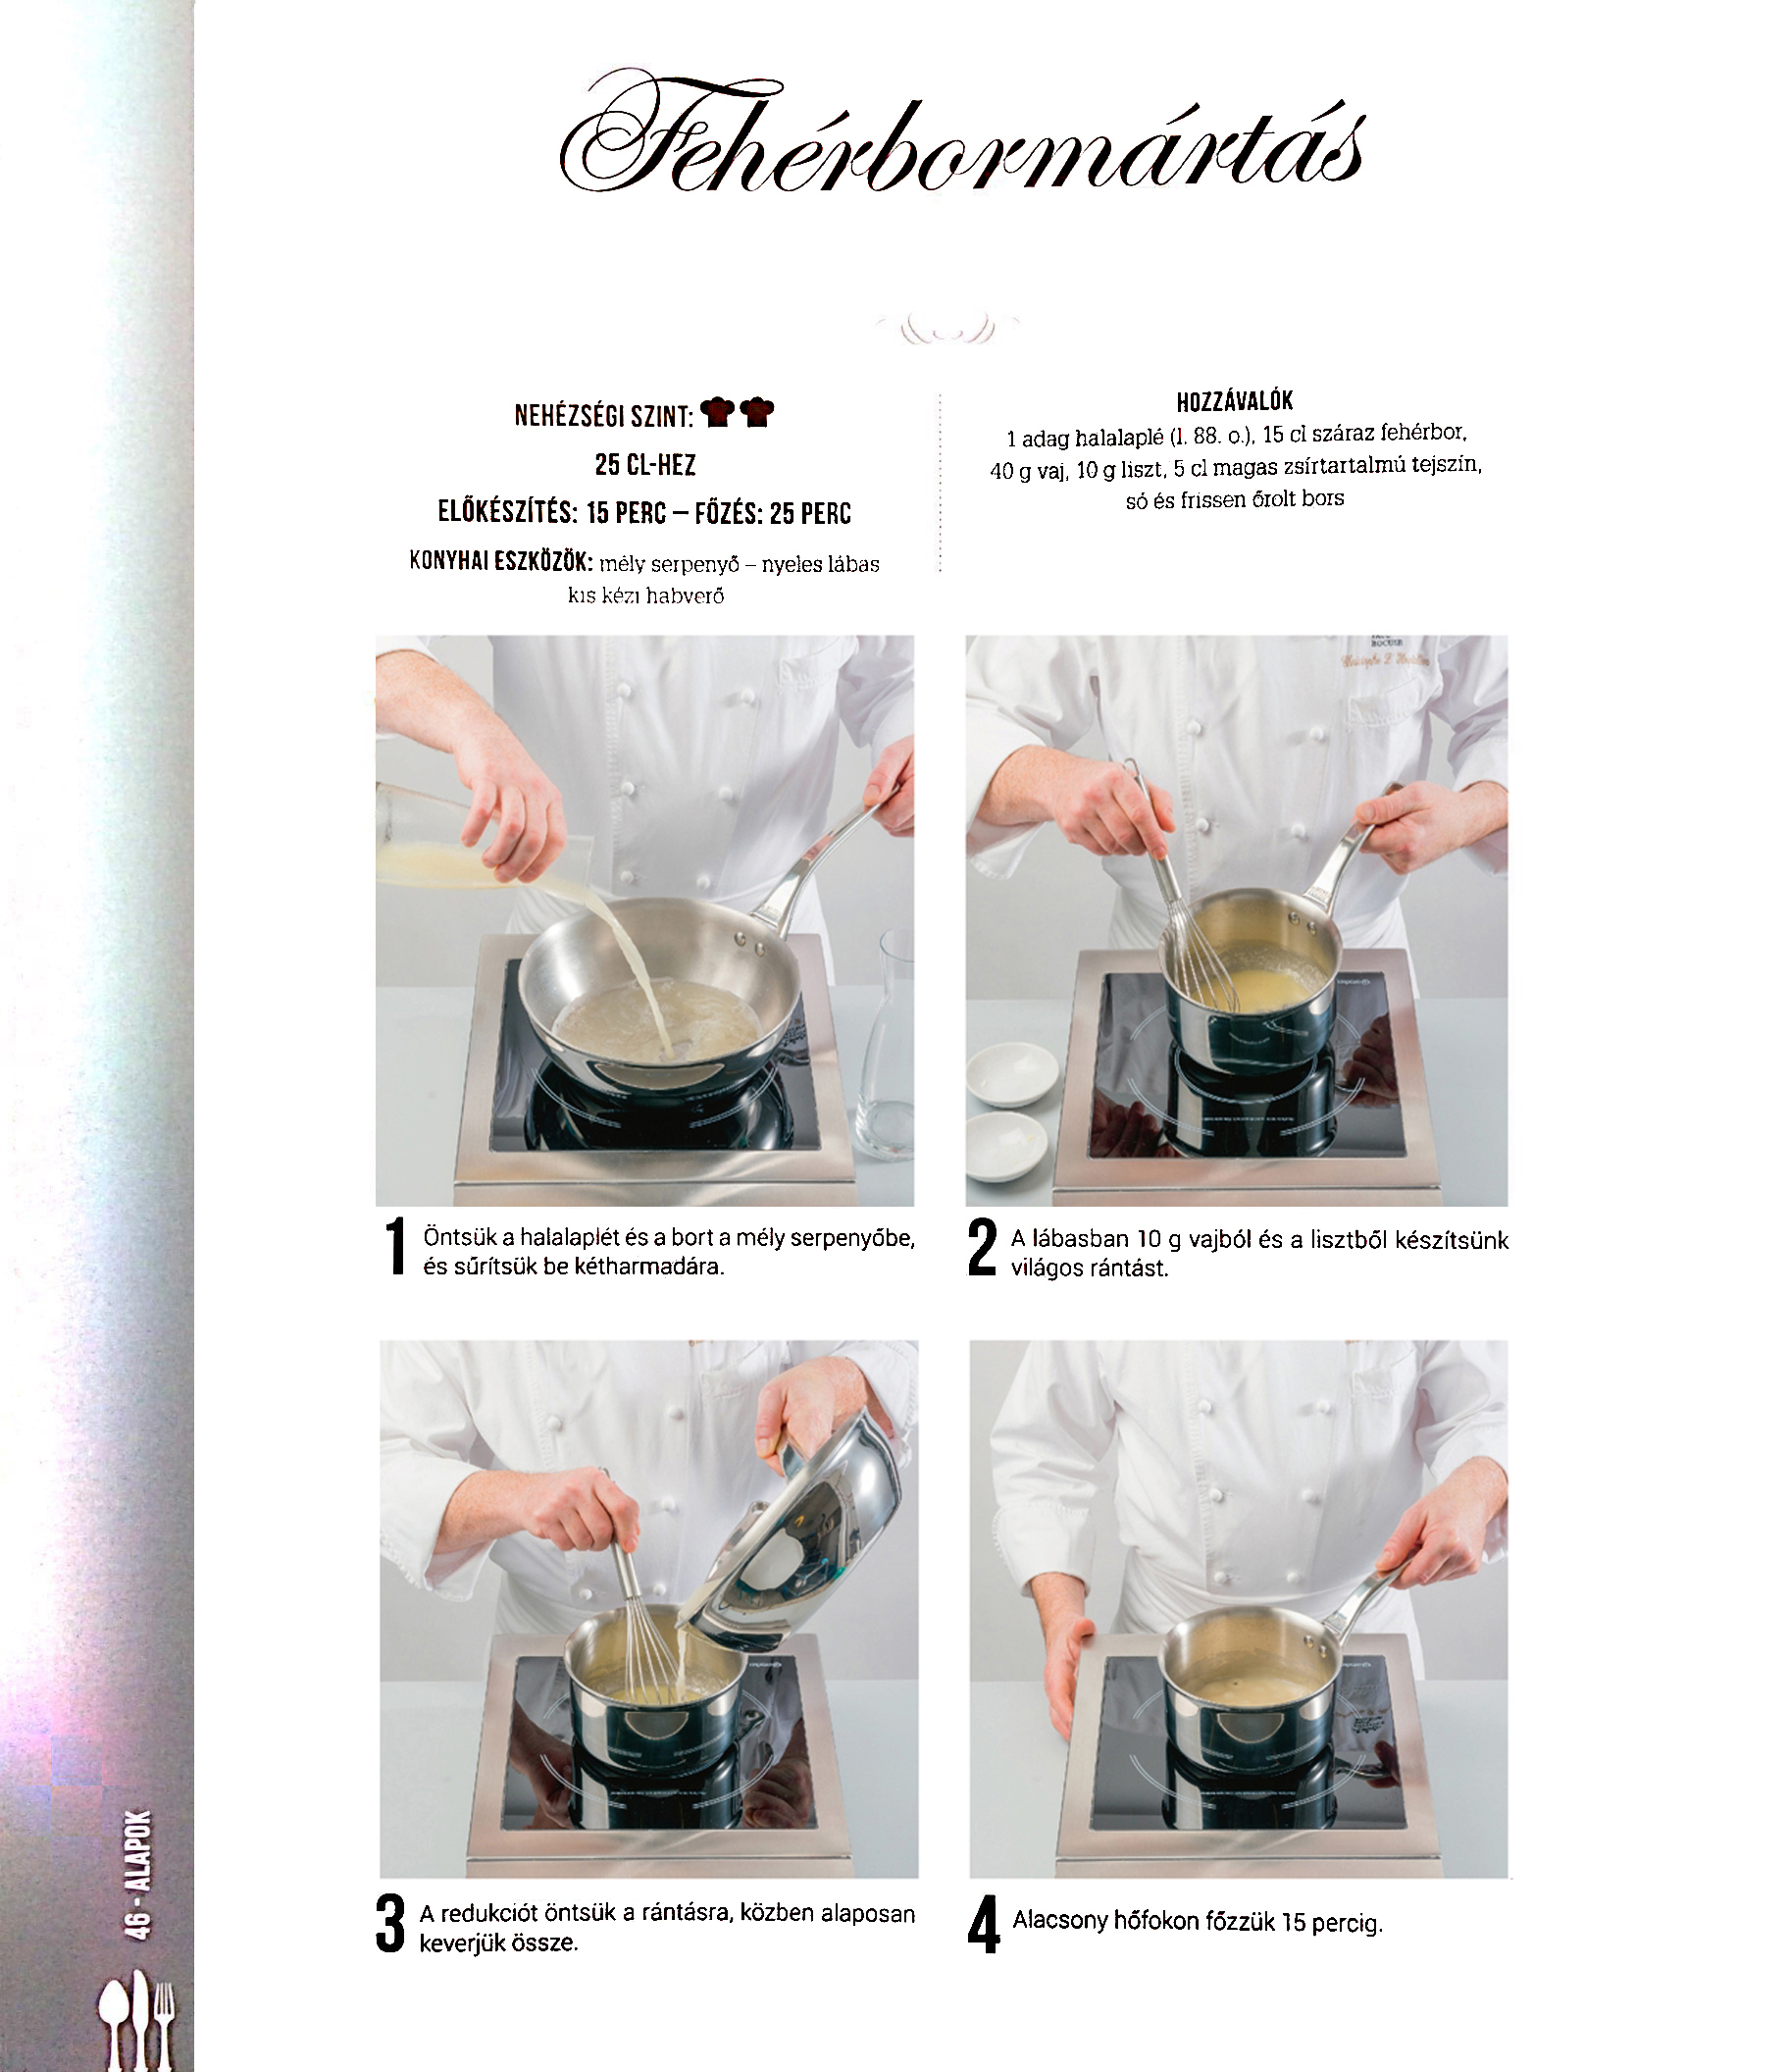 Fehérbormártás
NEHÉZSÉGI SZINT:
25 CL-HEZ
ELŐKÉSZÍTÉS: 15 PERC – FŐZÉS: 25 PERC
KONYHAI ESZKÖZÖK: mély serpenyő – nyeles lábas
kis kézi habverő
HOZZÁVALÓK
1 adag halalaplé (l. 88. o.), 15 cl száraz fehérbor,
40 g vaj, 10 g liszt, 5 cl magas zsírtartalmú tejszín,
só és frissen őrolt bors
BOCUSE
1 Öntsük a halalaplét és a bort a mély serpenyőbe,
és sűrítsük be kétharmadára.
2 A lábasban 10 g vajból és a lisztből készítsünk
világos rántást.
3 A redukciót öntsük a rántásra, közben alaposan
keverjük össze.
4 Alacsony hőfokon főzzük 15 percig.
46 - ALAPOK